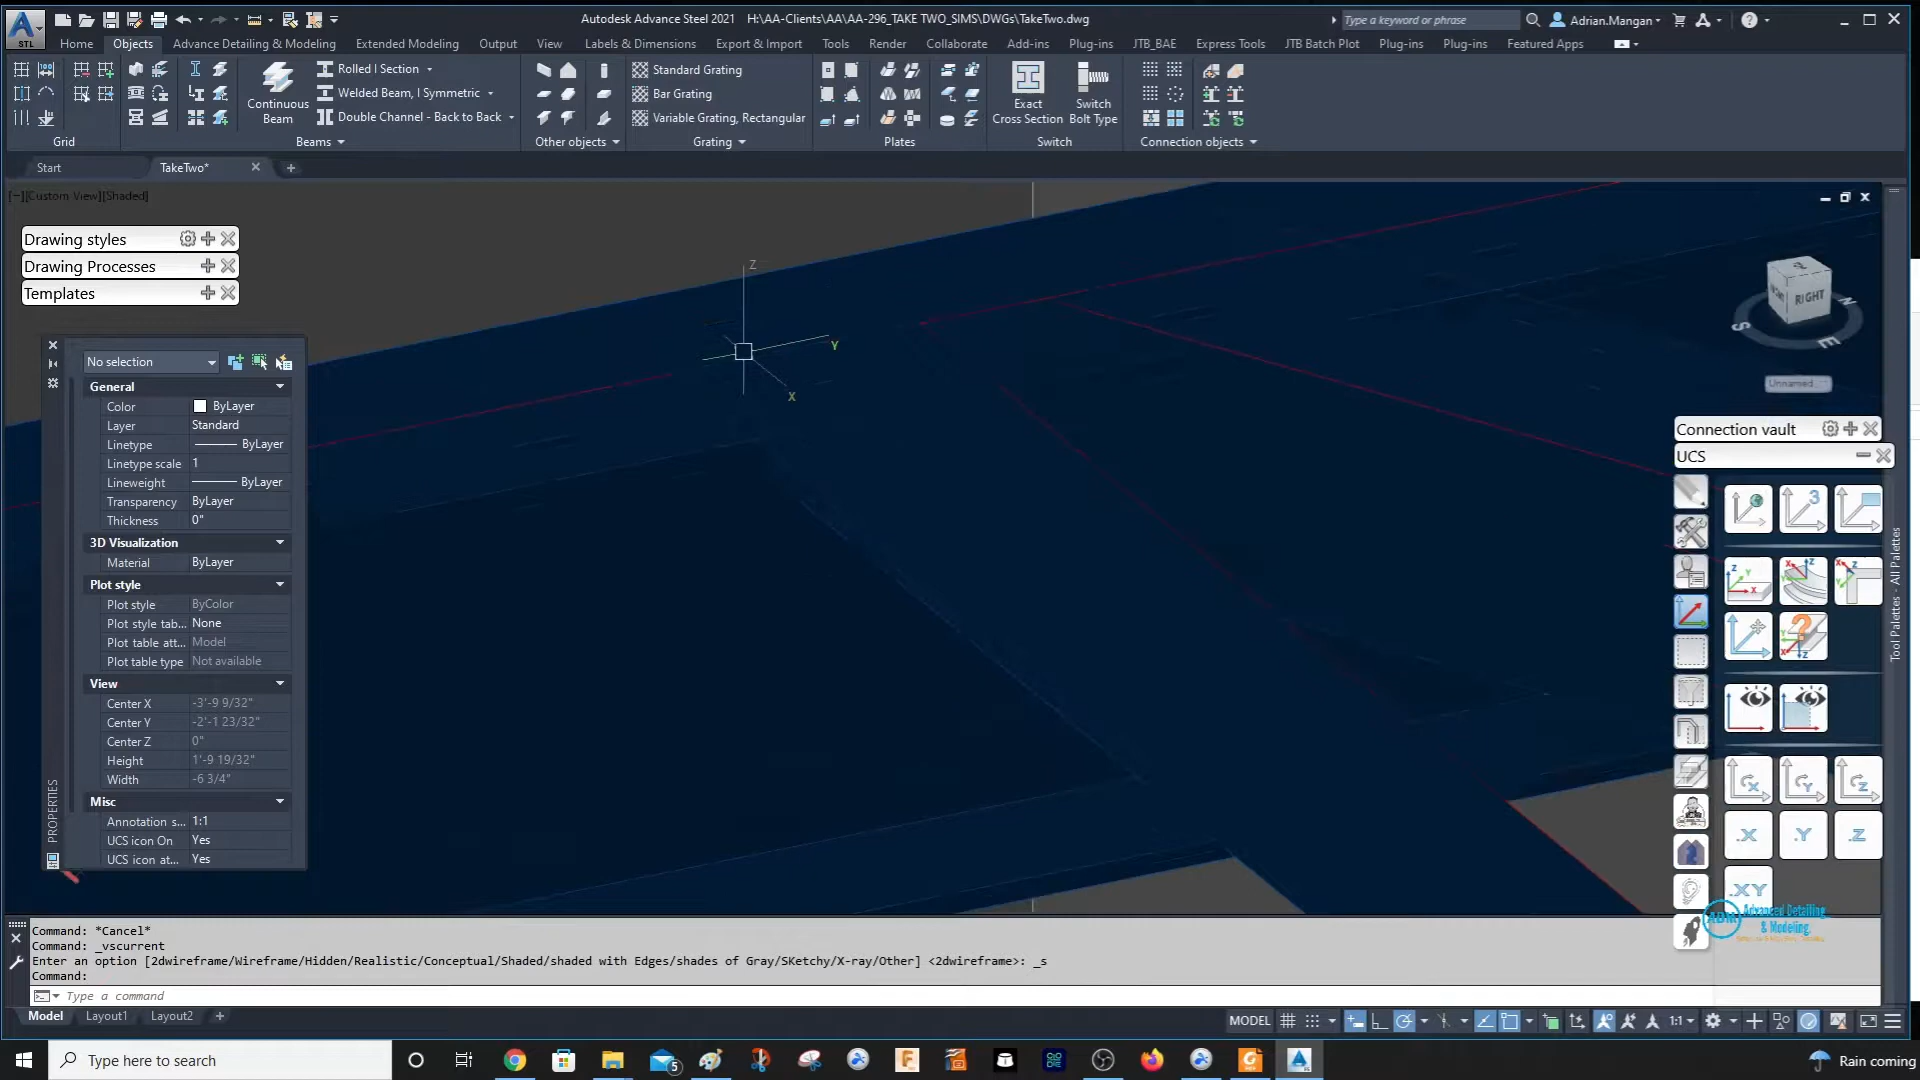 Autodesk Advance Steel 2021 H:\AA-Clients\AA\AA-296_TAKE TWO_SIMS\DWGs\TakeTwo.dwg
Type a keyword or phrase
Adrian.Mangan
STL
Home
Objects
Advance Detailing & Modeling
Extended Modeling
Output
View
Labels & Dimensions
Export & Import
Tools
Render
Collaborate
Add-ins
Plug-ins
JTB_BAE
Express Tools
JTB Batch Plot
Plug-ins
Plug-ins
Featured Apps
Continuous Beam
Rolled I Section
Welded Beam, I Symmetric
Double Channel - Back to Back
Standard Grating
Bar Grating
Variable Grating, Rectangular
Exact Cross Section
Switch Bolt Type
Grid
Beams
Other objects
Grating
Plates
Switch
Connection objects
Start
TakeTwo*
[−][Custom View][Shaded]
Drawing styles
Drawing Processes
Templates
Z
Y
X
RIGHT
N
S
E
Unnamed
No selection
General
Color ByLayer
Layer Standard
Linetype ByLayer
Linetype scale 1
Lineweight ByLayer
Transparency ByLayer
Thickness 0"
3D Visualization
Material ByLayer
Plot style
Plot style ByColor
Plot style tab... None
Plot table att... Model
Plot table type Not available
View
Center X -3'-9 9/32"
Center Y -2'-1 23/32"
Center Z 0"
Height 1'-9 19/32"
Width -6 3/4"
Misc
Annotation s... 1:1
UCS icon On Yes
UCS icon at... Yes
PROPERTIES
Connection vault
UCS
Tool Palettes - All Palettes
.X
.Y
.Z
.XY
ABM Advanced Detailing
& Modeling
Command: *Cancel*
Command: _vscurrent
Enter an option [2dwireframe/Wireframe/Hidden/Realistic/Conceptual/Shaded/shaded with Edges/shades of Gray/SKetchy/X-ray/Other] <2dwireframe>: _s
Command:
Type a command
Model
Layout1
Layout2
MODEL
1:1
Type here to search
5
Rain coming